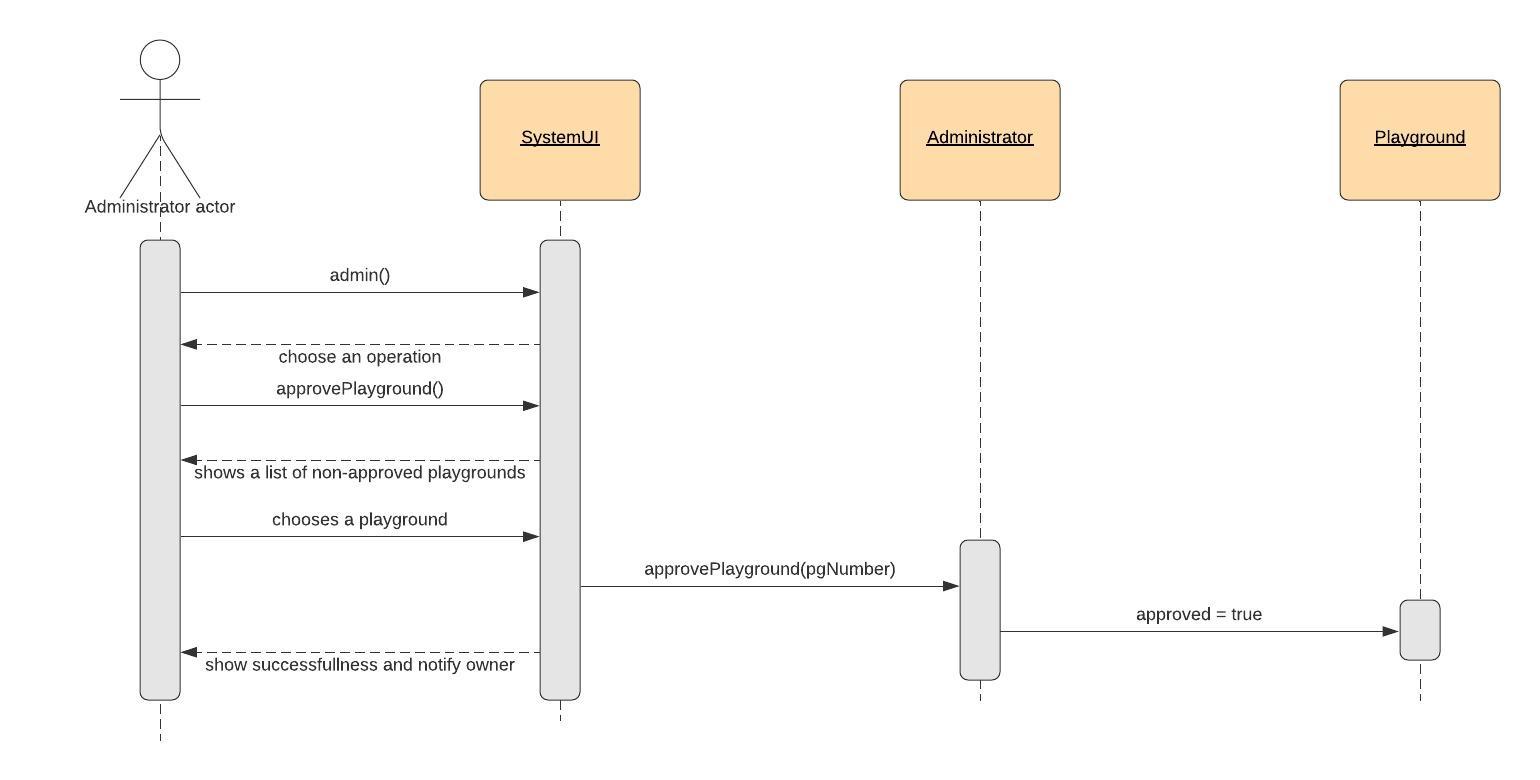 SystemUI
Administrator
Playground
Administrator actor
admin()
choose an operation
approvePlayground()
shows a list of non-approved playgrounds
chooses a playground
approvePlayground(pgNumber)
approved = true
show successfullness and notify owner